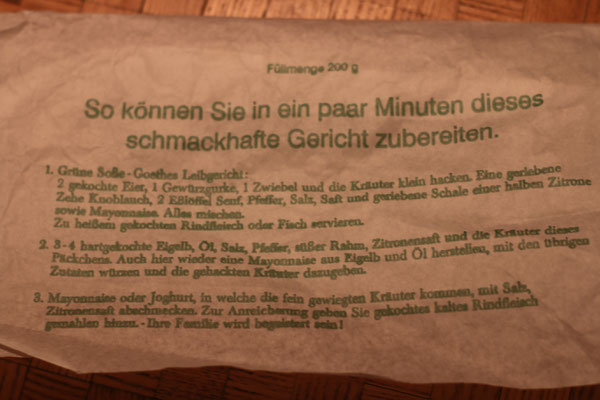 Füllmenge 200 g
So können Sie in ein paar Minuten dieses
schmackhafte Gericht zubereiten.
1. Grüne Soße - Goethes Leibgericht:
2 gekochte Eier, 1 Gewürzgurke, 1 Zwiebel und die Kräuter klein hacken. Eine geriebene
Zehe Knoblauch, 2 Eßlöffel Senf, Pfeffer, Salz, Saft und geriebene Schale einer halben Zitrone
sowie Mayonnaise. Alles mischen.
Zu heißem gekochten Rindfleisch oder Fisch servieren.
2. 3-4 hartgekochte Eigelb, Öl, Salz, Pfeffer, süßer Rahm, Zitronensaft und die Kräuter dieses
Päckchens. Auch hier wieder eine Mayonnaise aus Eigelb und Öl herstellen, mit den übrigen
Zutaten würzen und die gehackten Kräuter dazugeben.
3. Mayonnaise oder Joghurt, in welche die fein gewiegten Kräuter kommen, mit Salz,
Zitronensaft abschmecken. Zur Anreicherung geben Sie gekochtes kaltes Rindfleisch
gemahlen hinzu. - Ihre Familie wird begeistert sein!